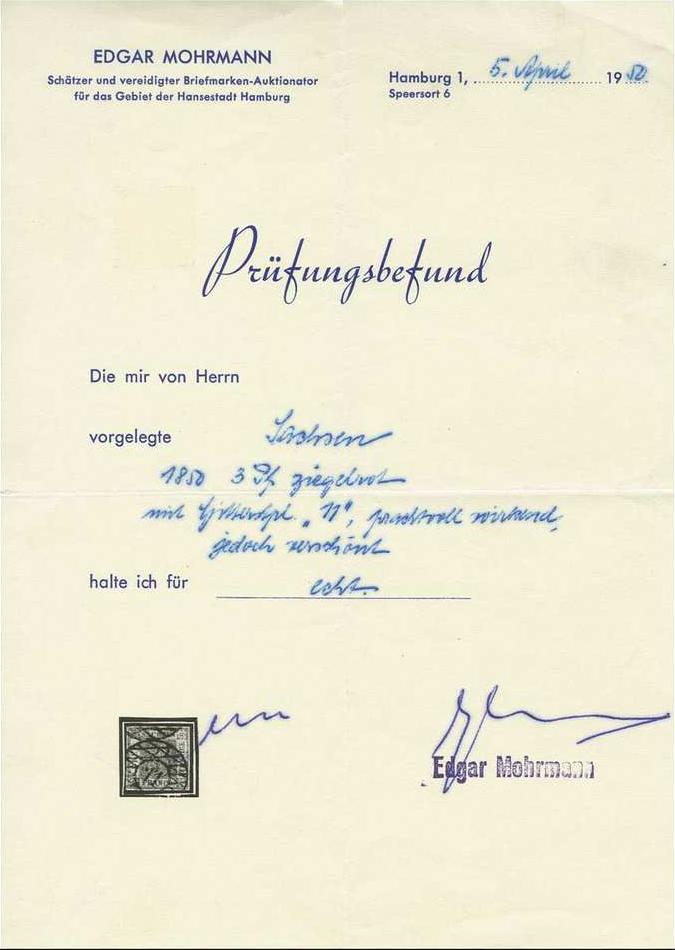 EDGAR MOHRMANN
Schätzer und vereidigter Briefmarken-Auktionator
für das Gebiet der Hansestadt Hamburg
Hamburg 1, 5. April 1950
Speersort 6
Prüfungsbefund
Die mir von Herrn
vorgelegte Sachsen
1850 3 Pf ziegelrot
mit Gitterstpl. „11", prachtvoll wirkend,
jedoch verschönt
halte ich für echt.
Edgar Mohrmann